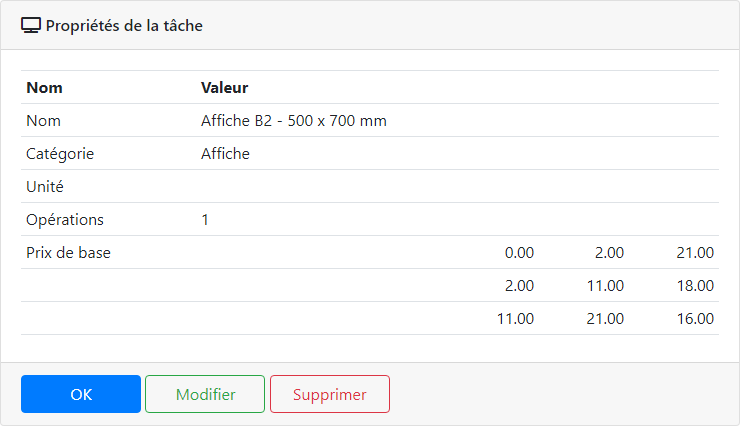 Propriétés de la tâche
Nom Valeur
Nom Affiche B2 - 500 x 700 mm
Catégorie Affiche
Unité
Opérations 1
Prix de base 0.00 2.00 21.00
2.00 11.00 18.00
11.00 21.00 16.00
OK Modifier Supprimer